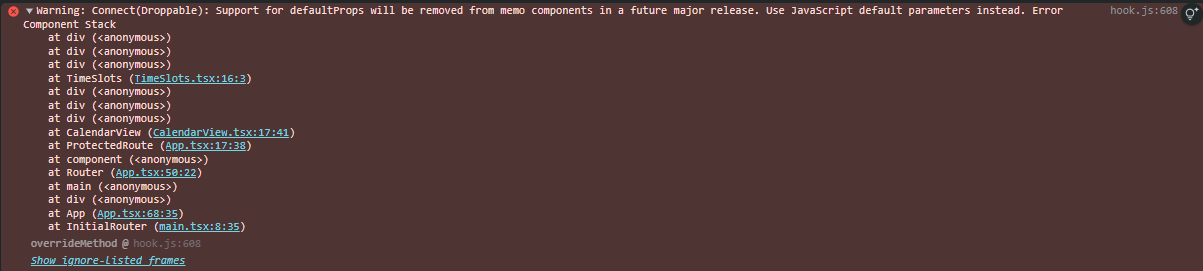 Warning: Connect(Droppable): Support for defaultProps will be removed from memo components in a future major release. Use JavaScript default parameters instead. Error hook.js:608
Component Stack
at div (<anonymous>)
at div (<anonymous>)
at div (<anonymous>)
at TimeSlots (TimeSlots.tsx:16:3)
at div (<anonymous>)
at div (<anonymous>)
at div (<anonymous>)
at CalendarView (CalendarView.tsx:17:41)
at ProtectedRoute (App.tsx:17:38)
at component (<anonymous>)
at Router (App.tsx:50:22)
at main (<anonymous>)
at div (<anonymous>)
at App (App.tsx:68:35)
at InitialRouter (main.tsx:8:35)
overrideMethod @ hook.js:608
Show ignore-listed frames